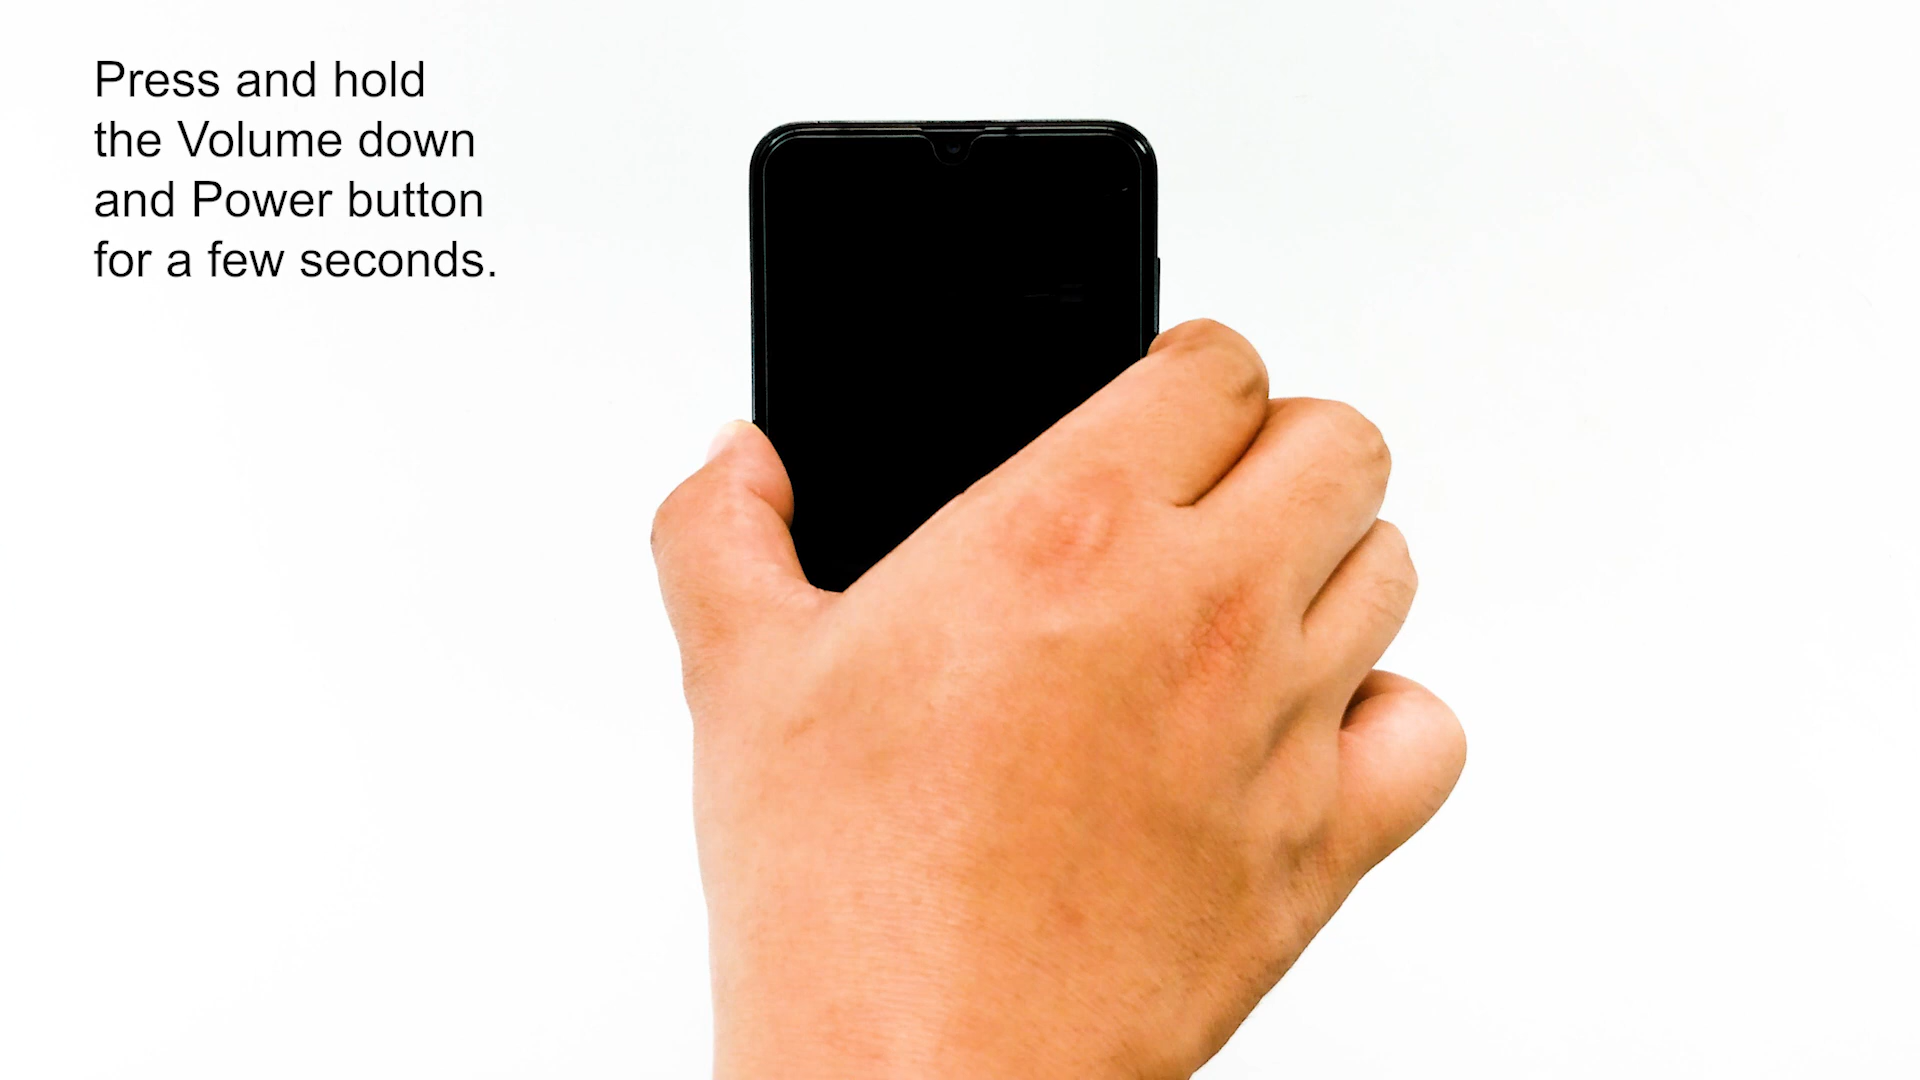 Press and hold
the Volume down
and Power button
for a few seconds.